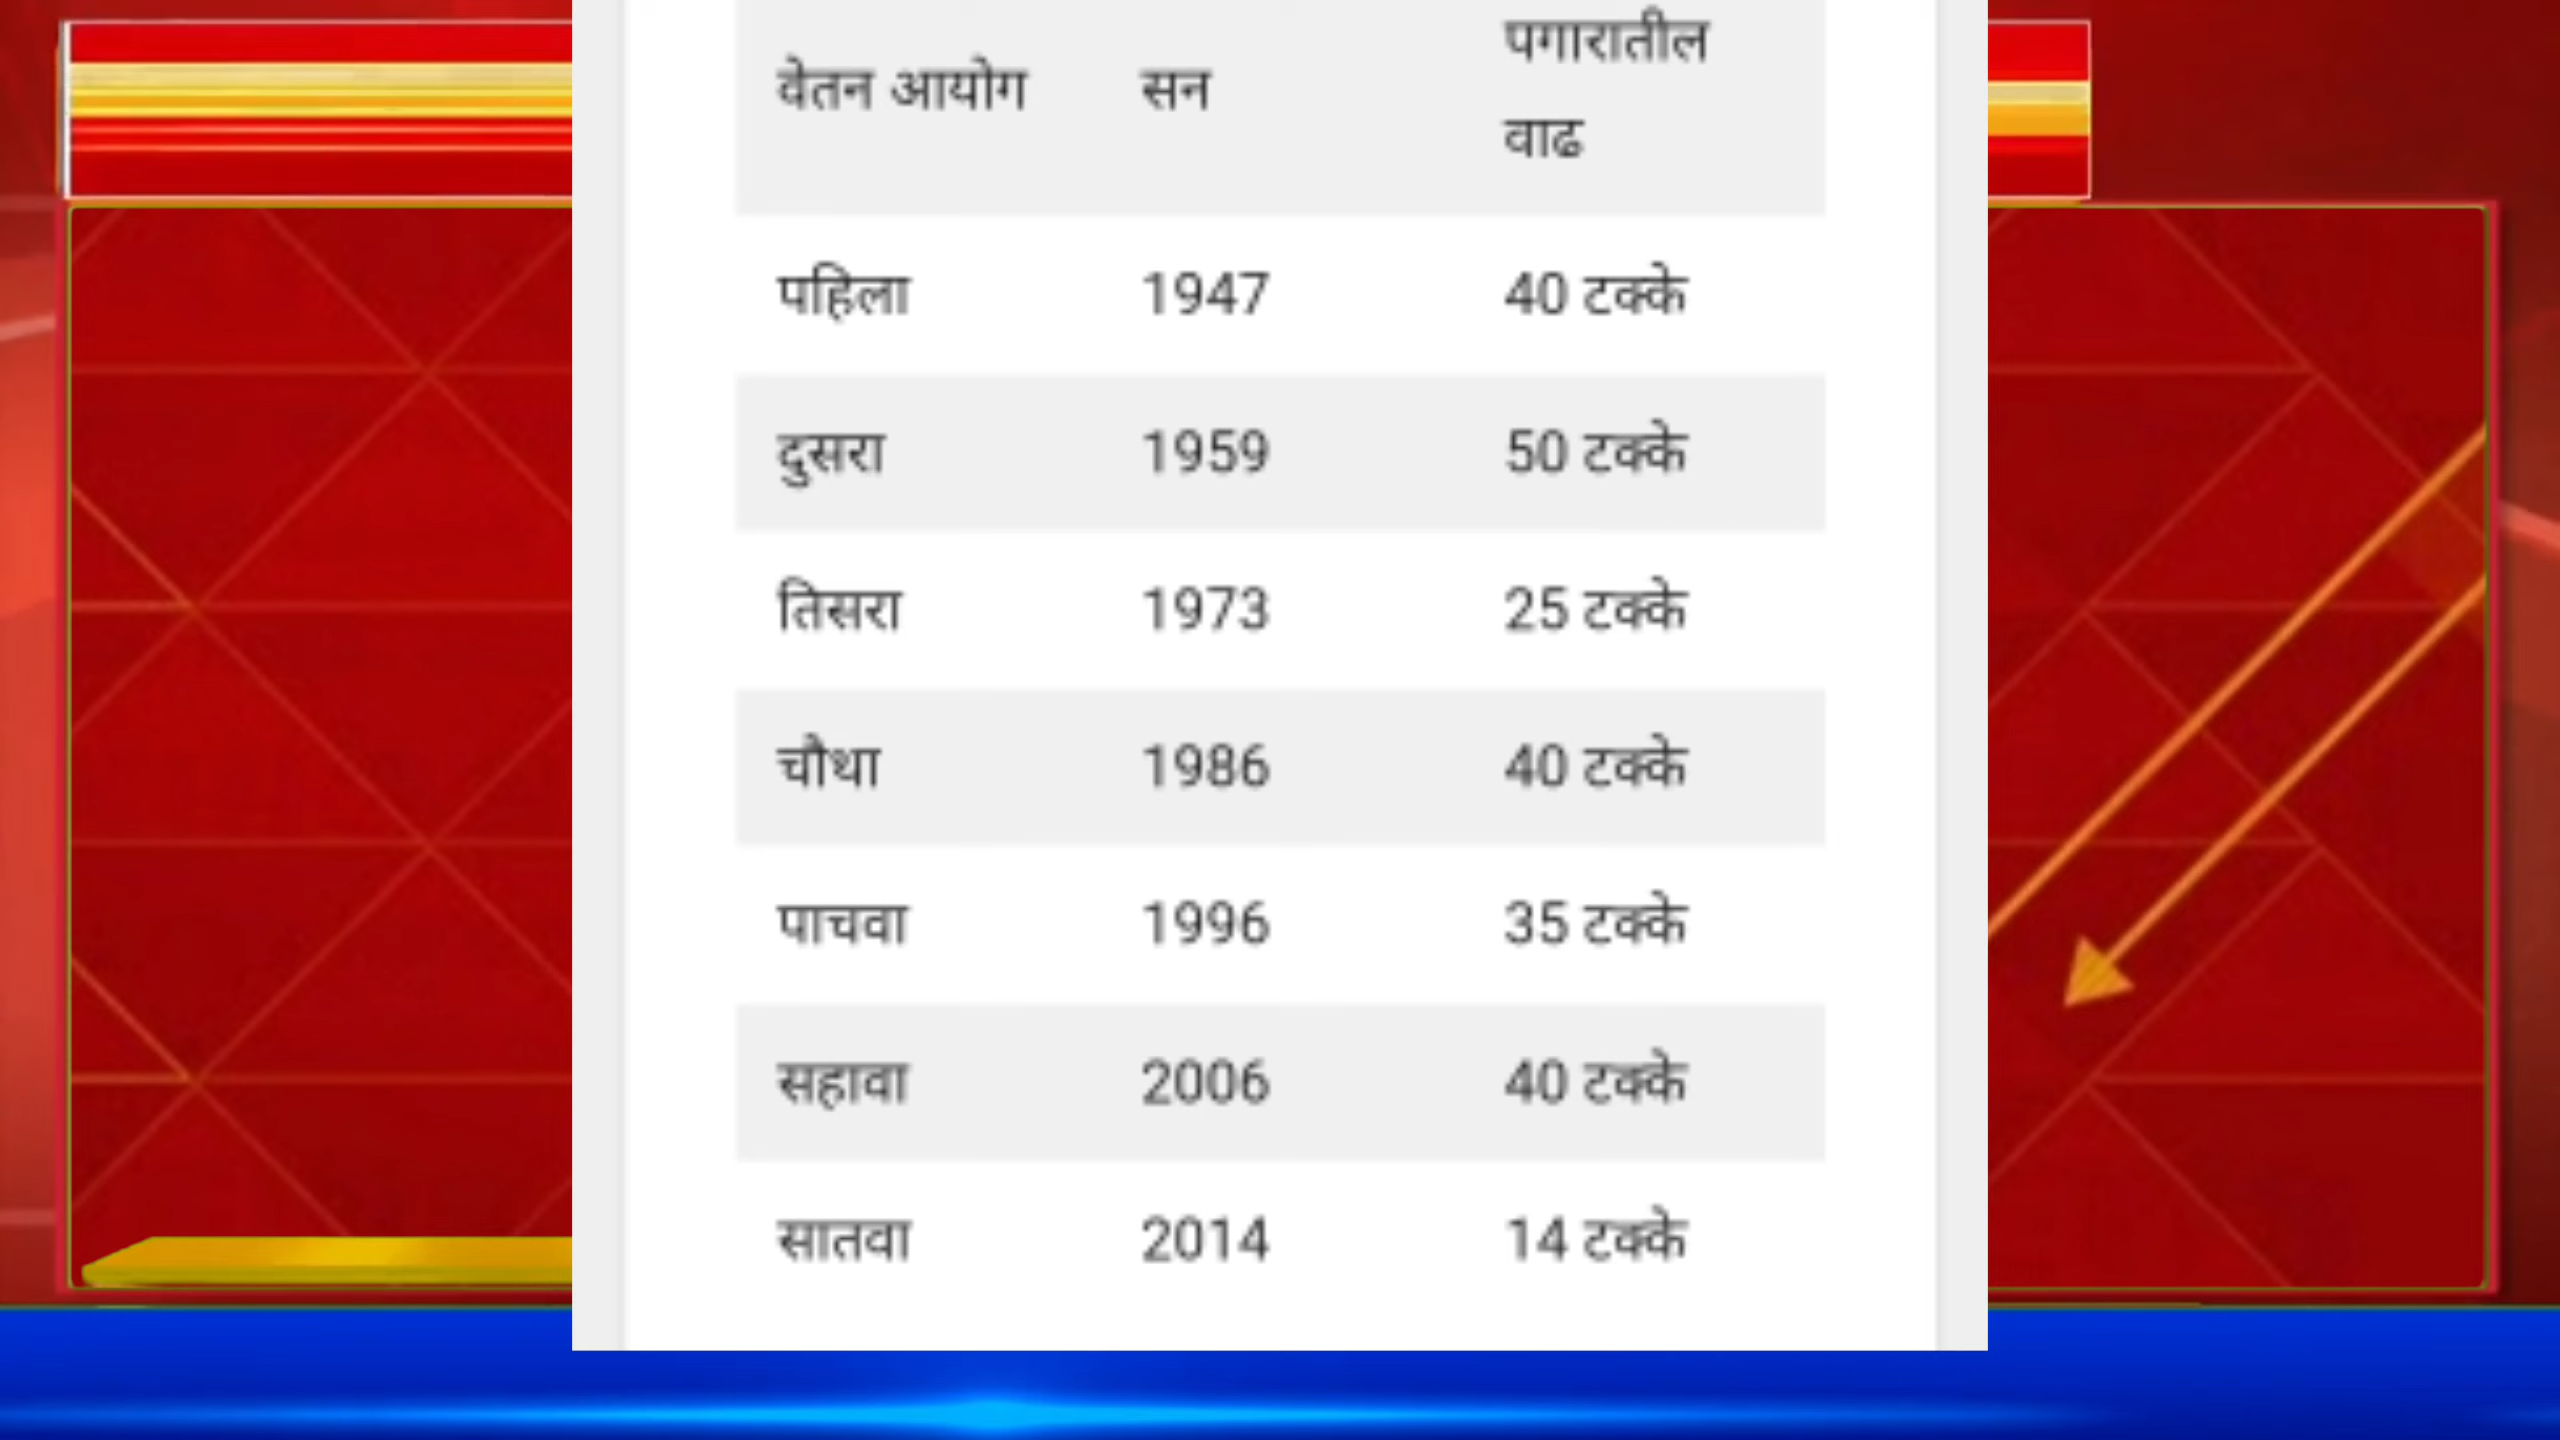 वेतन आयोग सन पगारातील वाढ
पहिला 1947 40 टक्के
दुसरा 1959 50 टक्के
तिसरा 1973 25 टक्के
चौथा 1986 40 टक्के
पाचवा 1996 35 टक्के
सहावा 2006 40 टक्के
सातवा 2014 14 टक्के